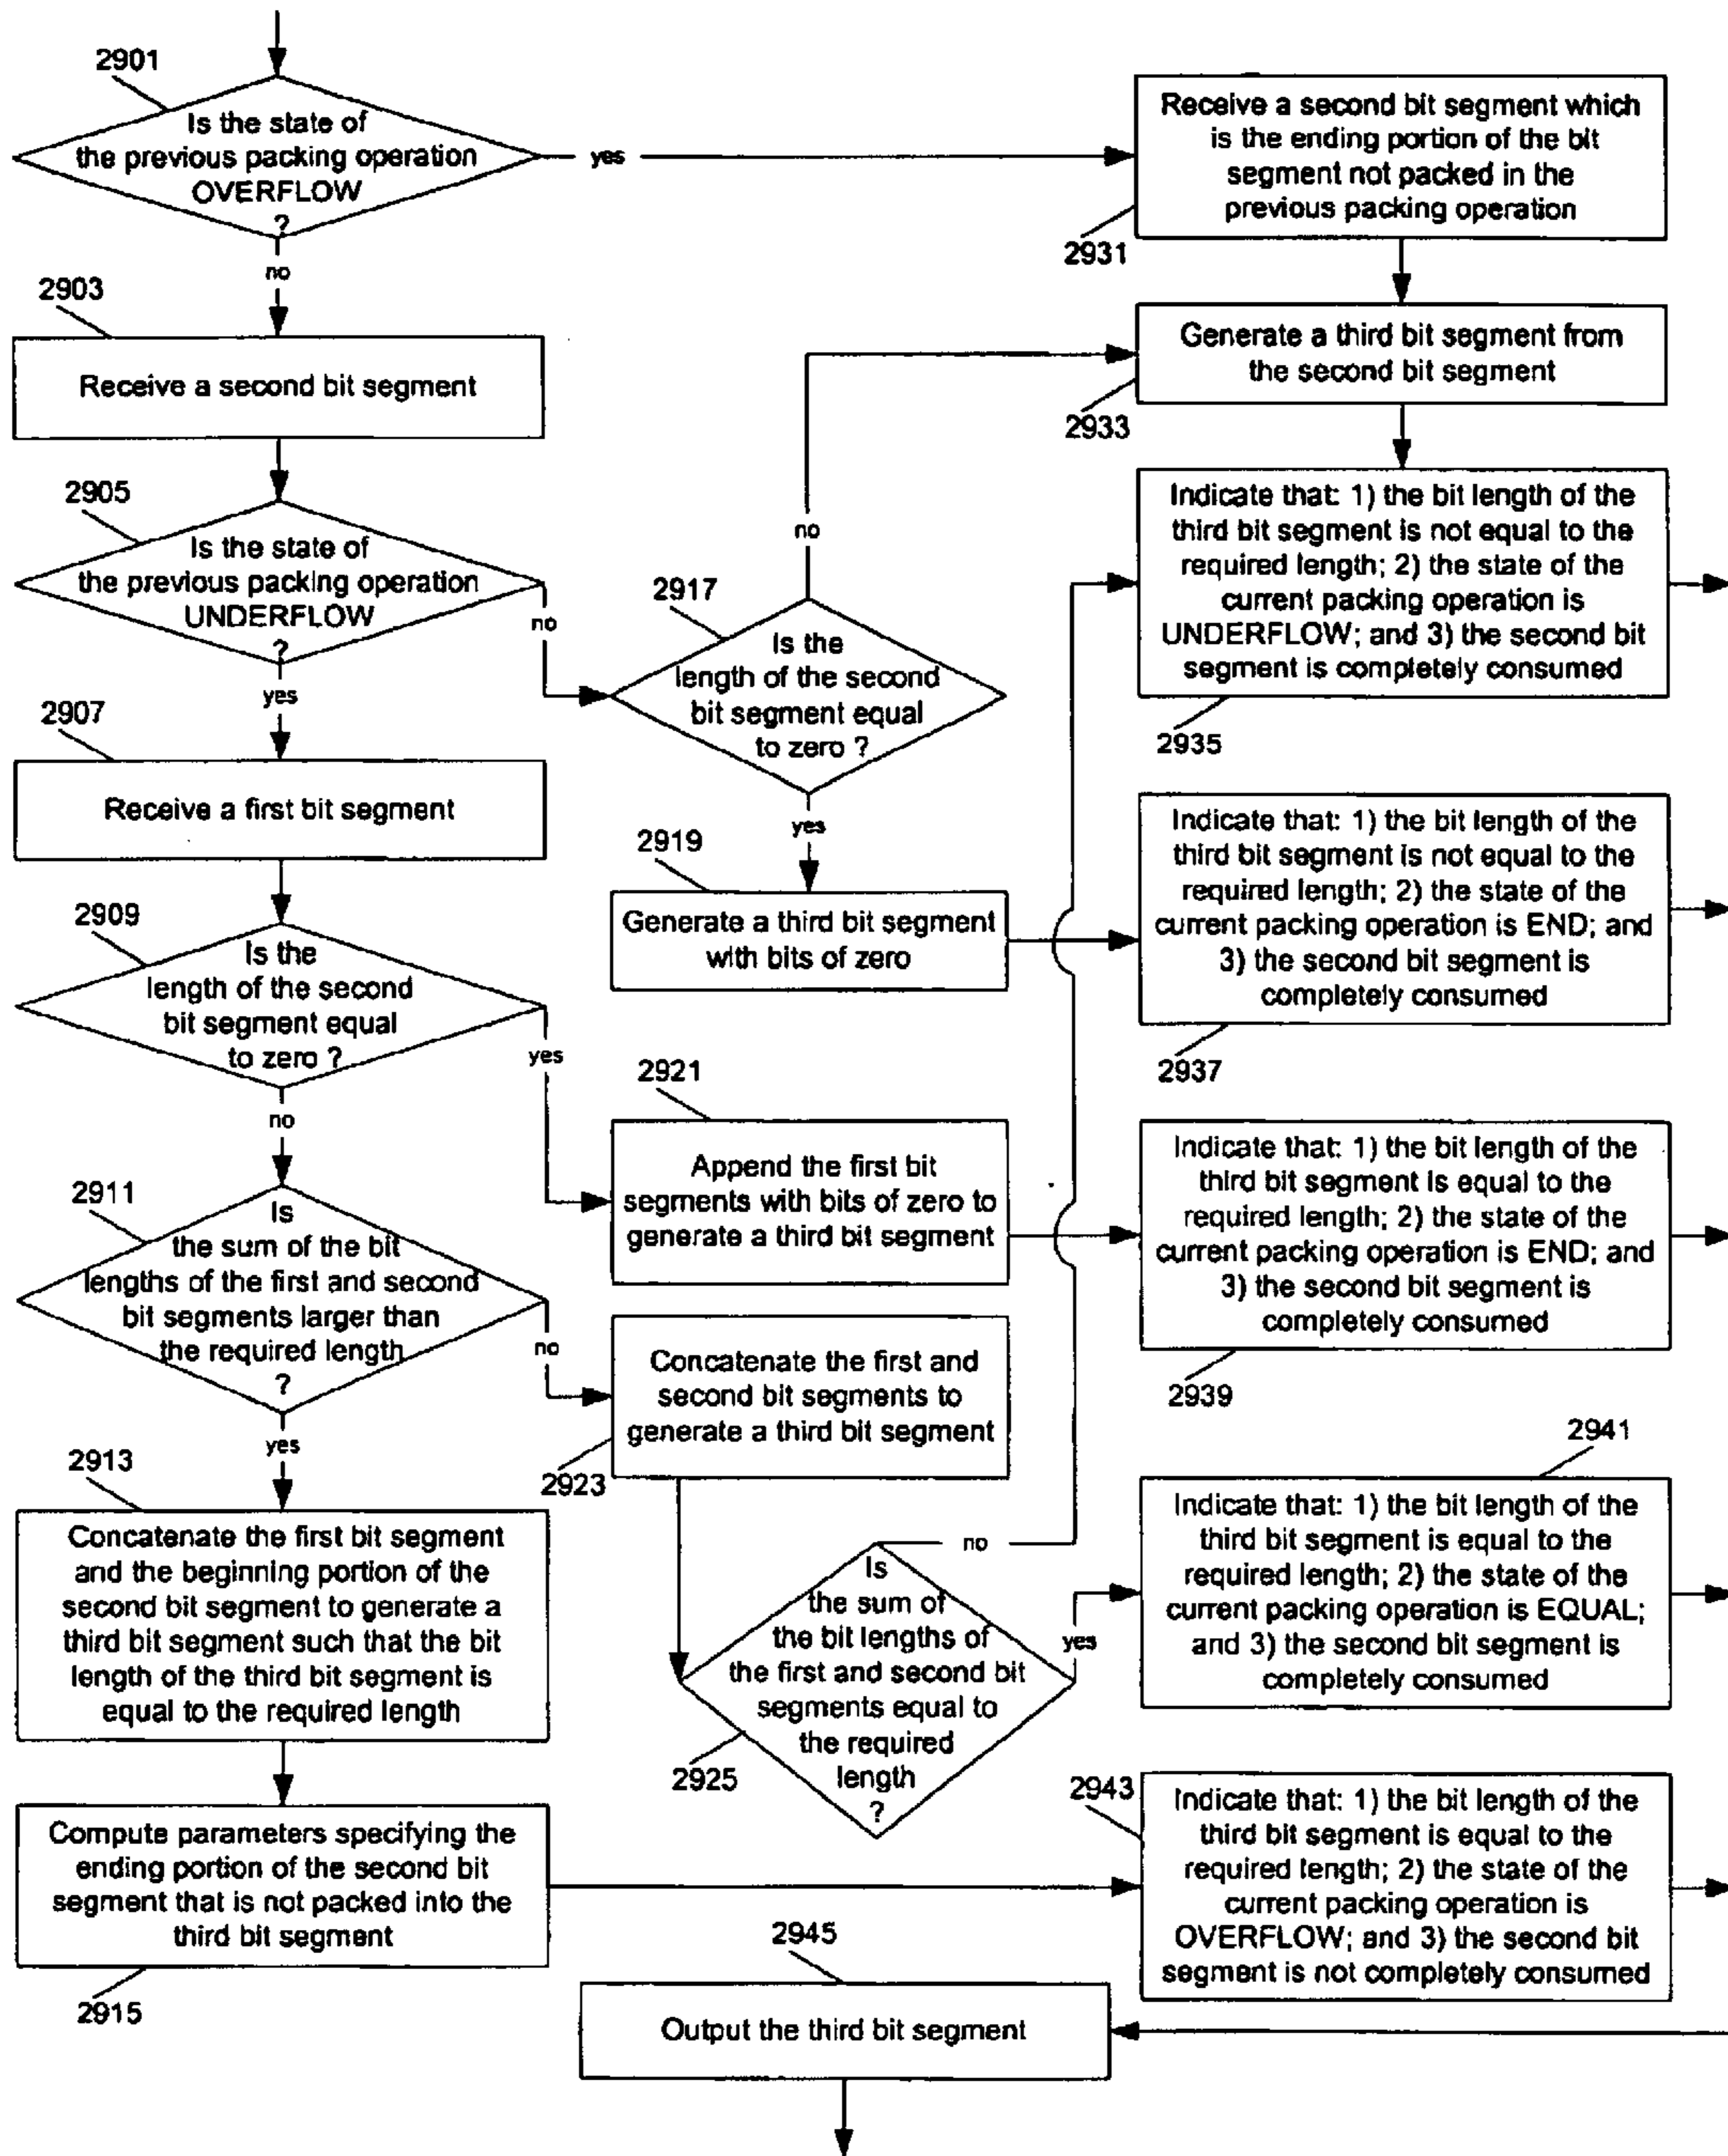 2901
Is the state of
the previous packing operation
OVERFLOW
?
yes
no
Receive a second bit segment which
is the ending portion of the bit
segment not packed in the
previous packing operation
2931
2903
Receive a second bit segment
Generate a third bit segment from
the second bit segment
2933
2905
Is the state of
the previous packing operation
UNDERFLOW
?
no
yes
2917
Is the
length of the second
bit segment equal
to zero ?
no
yes
Indicate that: 1) the bit length of the
third bit segment is not equal to the
required length; 2) the state of the
current packing operation is
UNDERFLOW; and 3) the second bit
segment is completely consumed
2935
2907
Receive a first bit segment
2919
Generate a third bit segment
with bits of zero
Indicate that: 1) the bit length of the
third bit segment is not equal to the
required length; 2) the state of the
current packing operation is END; and
3) the second bit segment is
completely consumed
2937
2909
Is the
length of the second
bit segment equal
to zero ?
yes
no
2921
Append the first bit
segments with bits of zero to
generate a third bit segment
Indicate that: 1) the bit length of the
third bit segment is equal to the
required length; 2) the state of the
current packing operation is END; and
3) the second bit segment is
completely consumed
2939
2911
Is
the sum of the bit
lengths of the first and second
bit segments larger than
the required length
?
no
yes
Concatenate the first and
second bit segments to
generate a third bit segment
2923
2913
Concatenate the first bit segment
and the beginning portion of the
second bit segment to generate a
third bit segment such that the bit
length of the third bit segment is
equal to the required length
no
Is
the sum of
the bit lengths of
the first and second bit
segments equal to
the required
length
?
2925
yes
2941
Indicate that: 1) the bit length of the
third bit segment is equal to the
required length; 2) the state of the
current packing operation is EQUAL;
and 3) the second bit segment is
completely consumed
Compute parameters specifying the
ending portion of the second bit
segment that is not packed into the
third bit segment
2915
2943
Indicate that: 1) the bit length of the
third bit segment is equal to the
required length; 2) the state of the
current packing operation is
OVERFLOW; and 3) the second bit
segment is not completely consumed
2945
Output the third bit segment